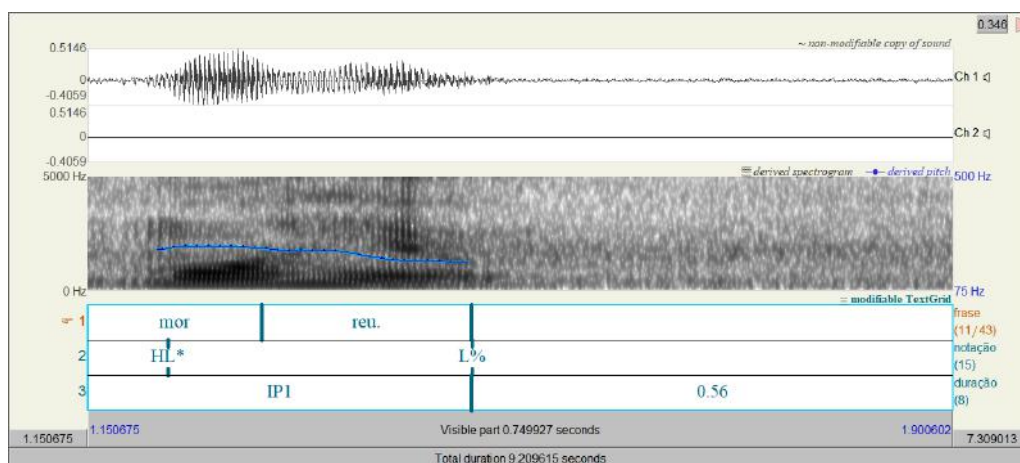 0.346
0.5146
~ non-modifiable copy of sound
0
Ch 1
-0.4059
0.5146
0
Ch 2
-0.4059
5000 Hz
derived spectrogram
derived pitch
500 Hz
0 Hz
75 Hz
modifiable TextGrid
1
mor
reu.
frase
(11/43)
2
HL*
L%
notação
(15)
3
IP1
0.56
duração
(8)
1.150675
1.150675
Visible part 0.749927 seconds
1.900602
7.309013
Total duration 9.209615 seconds